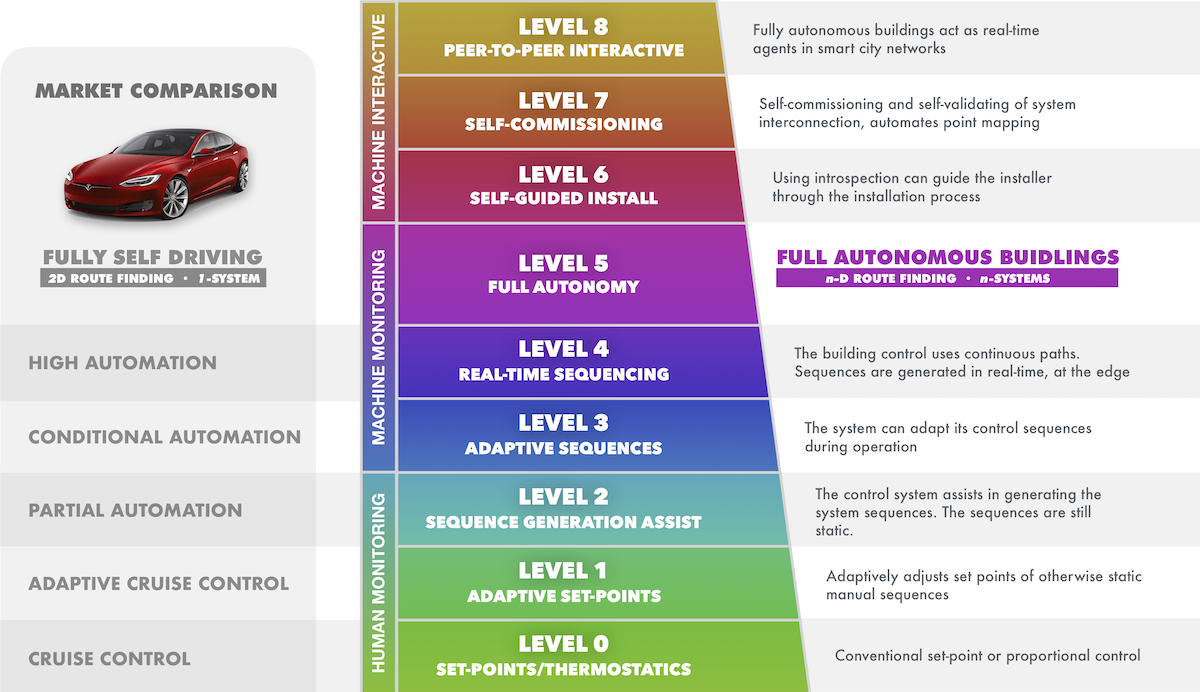 MARKET COMPARISON
FULLY SELF DRIVING
2D ROUTE FINDING • 1-SYSTEM
HIGH AUTOMATION
CONDITIONAL AUTOMATION
PARTIAL AUTOMATION
ADAPTIVE CRUISE CONTROL
CRUISE CONTROL
MACHINE INTERACTIVE
MACHINE MONITORING
HUMAN MONITORING
LEVEL 8
PEER-TO-PEER INTERACTIVE
Fully autonomous buildings act as real-time
agents in smart city networks
LEVEL 7
SELF-COMMISSIONING
Self-commissioning and self-validating of system
interconnection, automates point mapping
LEVEL 6
SELF-GUIDED INSTALL
Using introspection can guide the installer
through the installation process
LEVEL 5
FULL AUTONOMY
FULL AUTONOMOUS BUIDLINGS
n-D ROUTE FINDING • n-SYSTEMS
LEVEL 4
REAL-TIME SEQUENCING
The building control uses continuous paths.
Sequences are generated in real-time, at the edge
LEVEL 3
ADAPTIVE SEQUENCES
The system can adapt its control sequences
during operation
LEVEL 2
SEQUENCE GENERATION ASSIST
The control system assists in generating the
system sequences. The sequences are still
static.
LEVEL 1
ADAPTIVE SET-POINTS
Adaptively adjusts set points of otherwise static
manual sequences
LEVEL 0
SET-POINTS/THERMOSTATICS
Conventional set-point or proportional control